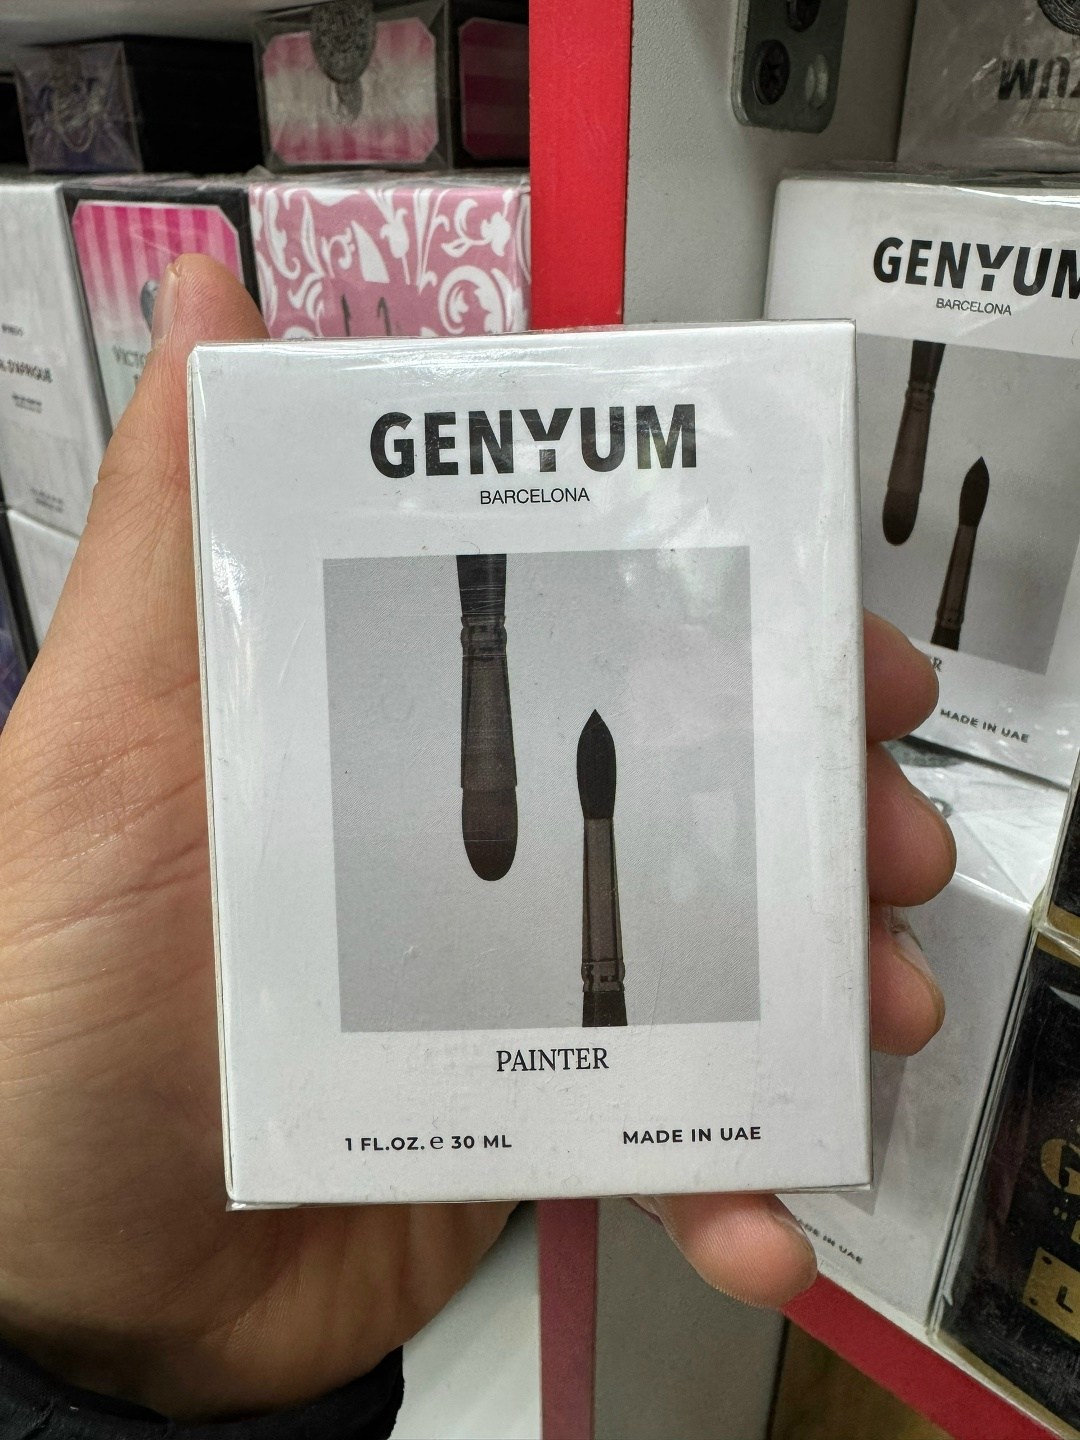 GENYUM
BARCELONA
PAINTER
1 FL.OZ. ℮ 30 ML
MADE IN UAE
GENYUM
BARCELONA
MADE IN UAE